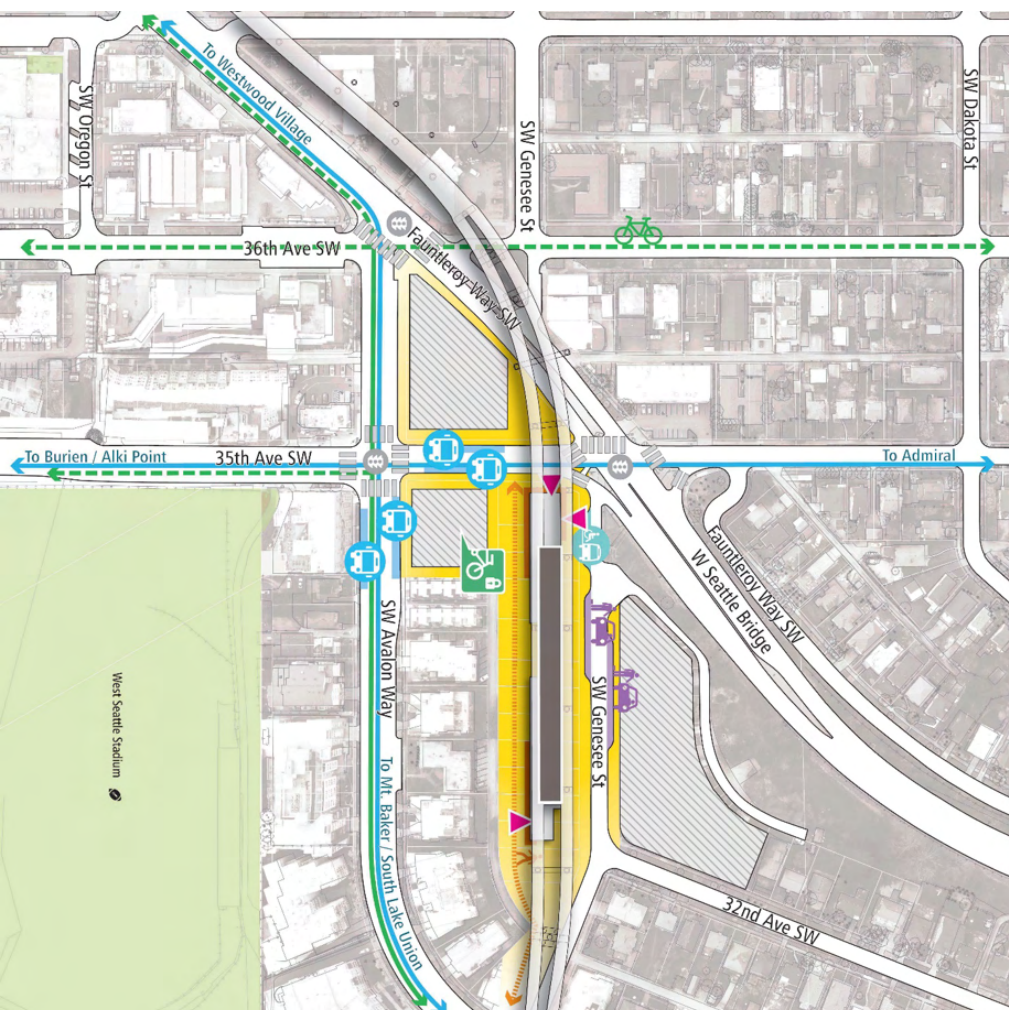 To Westwood Village
SW Oregon St
SW Genesee St
SW Dakota St
36th Ave SW
Fauntleroy Way SW
To Burien / Alki Point
35th Ave SW
To Admiral
Fauntleroy Way SW
W Seattle Bridge
SW Avalon Way
SW Genesee St
West Seattle Stadium
To Mt. Baker / South Lake Union
32nd Ave SW